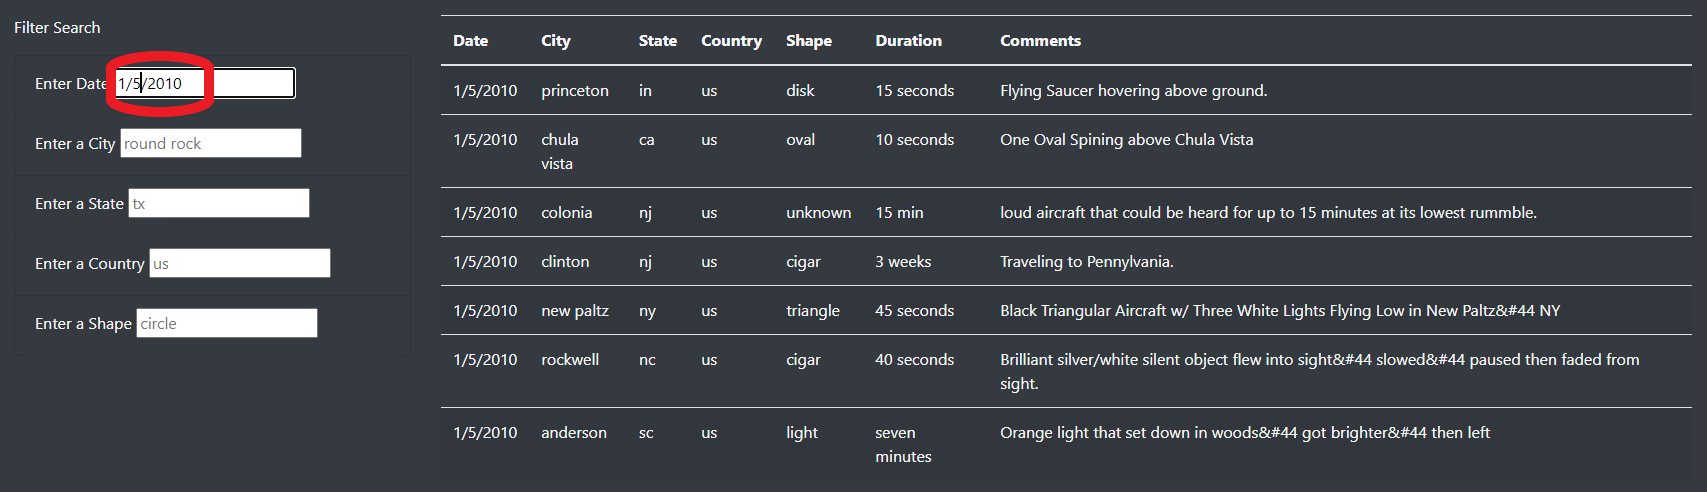 Filter Search
Enter Date 1/5/2010
Enter a City round rock
Enter a State tx
Enter a Country us
Enter a Shape circle
Date City State Country Shape Duration Comments
1/5/2010 princeton in us disk 15 seconds Flying Saucer hovering above ground.
1/5/2010 chula ca us oval 10 seconds One Oval Spining above Chula Vista
vista
1/5/2010 colonia nj us unknown 15 min loud aircraft that could be heard for up to 15 minutes at its lowest rummble.
1/5/2010 clinton nj us cigar 3 weeks Traveling to Pennylvania.
1/5/2010 new paltz ny us triangle 45 seconds Black Triangular Aircraft w/ Three White Lights Flying Low in New Paltz&#44 NY
1/5/2010 rockwell nc us cigar 40 seconds Brilliant silver/white silent object flew into sight&#44 slowed&#44 paused then faded from
sight.
1/5/2010 anderson sc us light seven Orange light that set down in woods&#44 got brighter&#44 then left
minutes